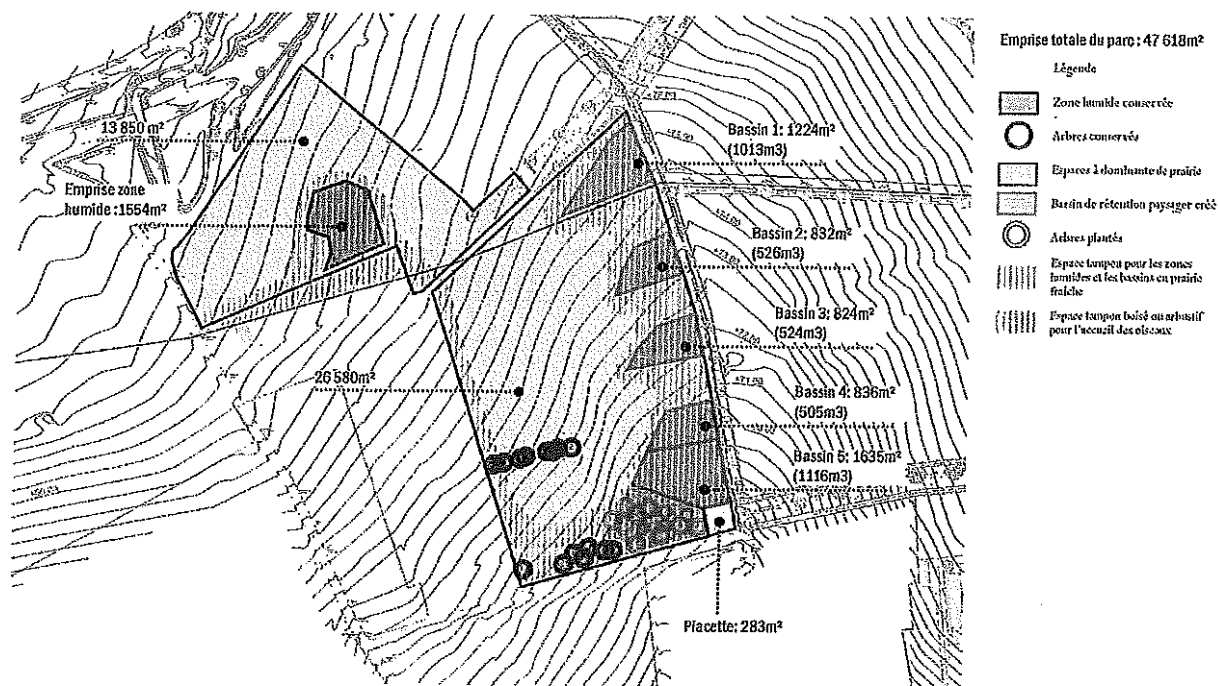 Emprise totale du parc : 47 618m²
Légende
Zone humide conservée
Arbres conservés
Espaces à dominante de prairie
Bassin de rétention paysager créé
Arbres plantés
Espace tampon pour les zones
humides et les bassins en prairie
fraîche
Espace tampon boisé ou arbustif
pour l'accueil des oiseaux
13 850 m²
Emprise zone
humide : 1554m²
Bassin 1: 1224m²
(1013m3)
Bassin 2: 832m²
(526m3)
Bassin 3: 824m²
(524m3)
26 580m²
Bassin 4: 836m²
(505m3)
Bassin 5: 1635m²
(1116m3)
Placette: 283m²